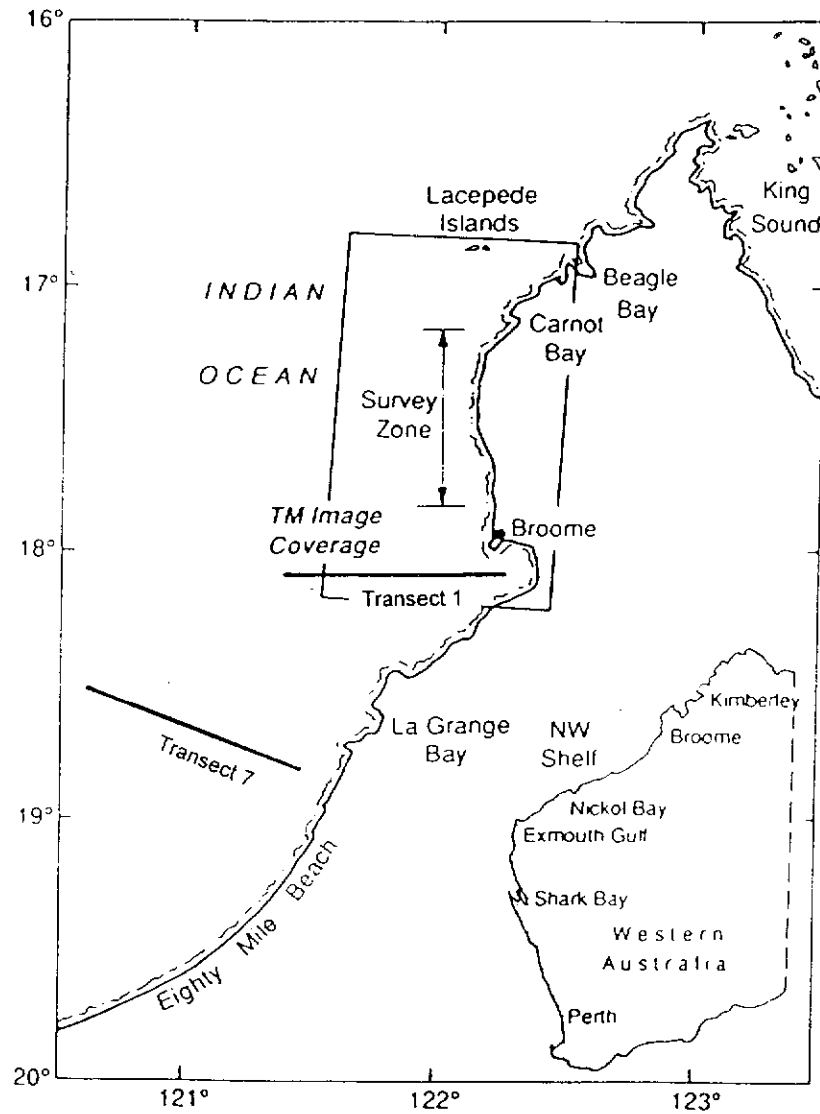 16°
Lacepede
Islands
King
Sound
17°
INDIAN
Beagle
Bay
Carnot
Bay
OCEAN
Survey
Zone
TM Image
Coverage
Broome
18°
Transect 1
Transect 7
La Grange
Bay
NW
Shelf
Kimberley
Broome
19°
Nickol Bay
Exmouth Gulf
Shark Bay
Western
Australia
Eighty Mile Beach
Perth
20°
121°
122°
123°